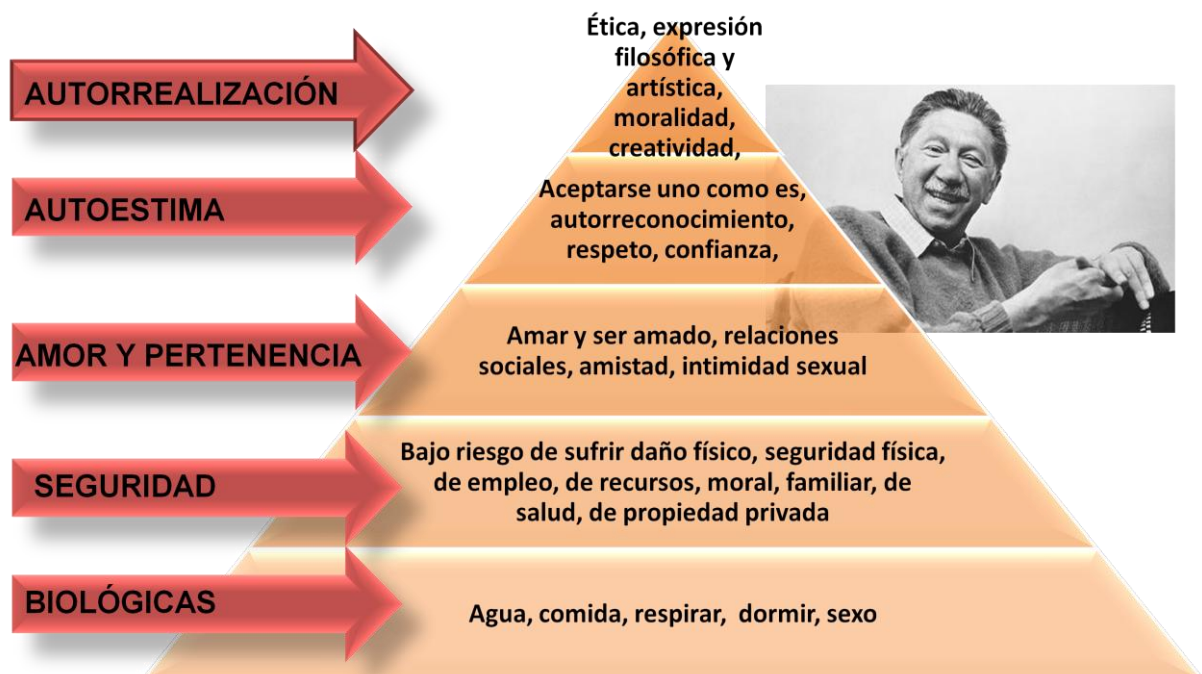 AUTORREALIZACIÓN
Ética, expresión
filosófica y
artística,
moralidad,
creatividad,
AUTOESTIMA
Aceptarse uno como es,
autorreconocimiento,
respeto, confianza,
AMOR Y PERTENENCIA
Amar y ser amado, relaciones
sociales, amistad, intimidad sexual
SEGURIDAD
Bajo riesgo de sufrir daño físico, seguridad física,
de empleo, de recursos, moral, familiar, de
salud, de propiedad privada
BIOLÓGICAS
Agua, comida, respirar, dormir, sexo